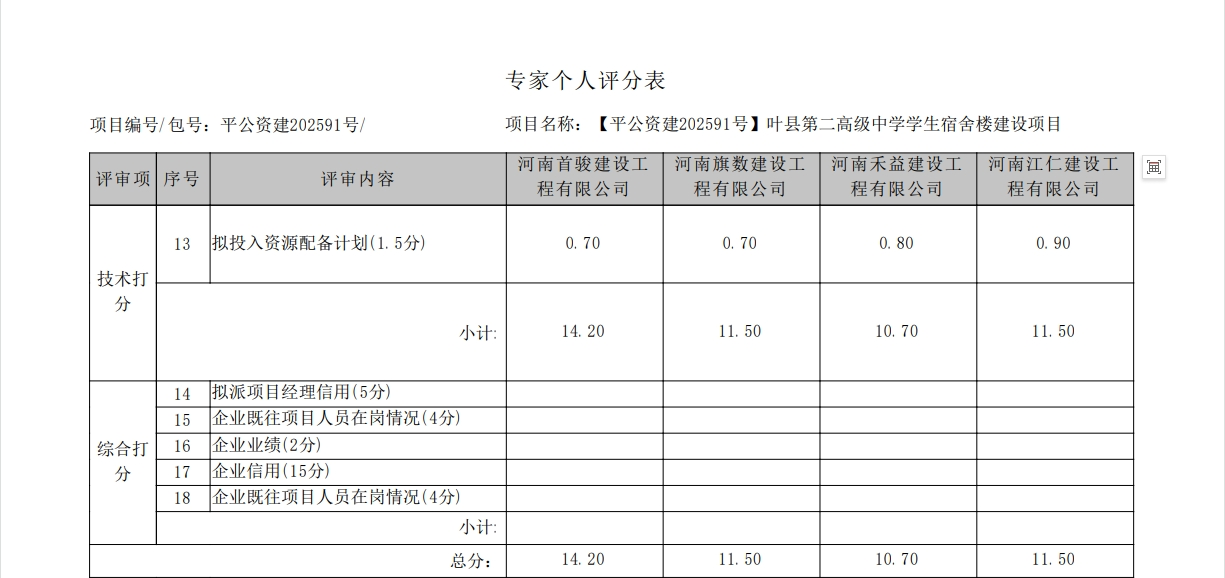 专家个人评分表
项目编号/包号: 平公资建202591号/ 项目名称: 【平公资建202591号】叶县第二高级中学学生宿舍楼建设项目
评审项 序号 评审内容 河南首骏建设工程有限公司 河南旗数建设工程有限公司 河南禾益建设工程有限公司 河南江仁建设工程有限公司
技术打分
13 拟投入资源配备计划(1.5分) 0.70 0.70 0.80 0.90
小计: 14.20 11.50 10.70 11.50
综合打分
14 拟派项目经理信用(5分)
15 企业既往项目人员在岗情况(4分)
16 企业业绩(2分)
17 企业信用(15分)
18 企业既往项目人员在岗情况(4分)
小计:
总分: 14.20 11.50 10.70 11.50